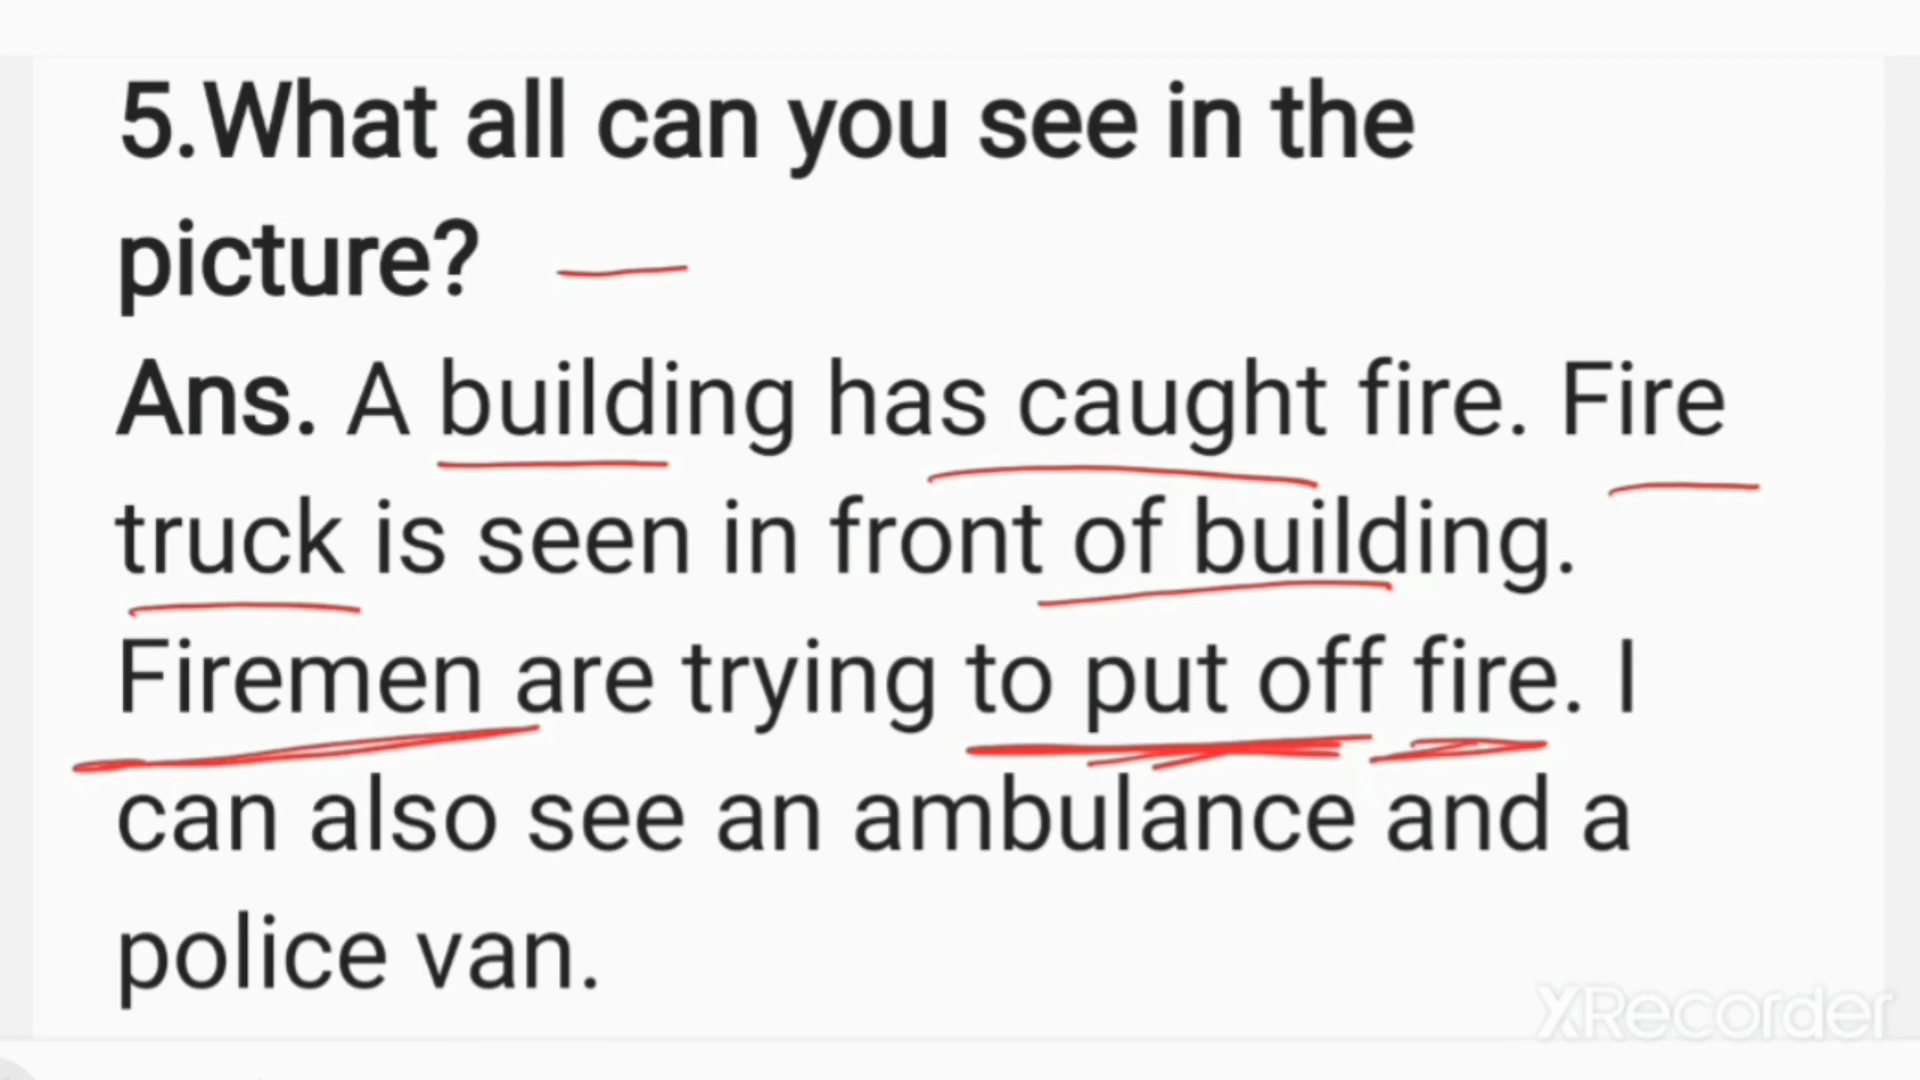 5.What all can you see in the
picture?
Ans. A building has caught fire. Fire
truck is seen in front of building.
Firemen are trying to put off fire. I
can also see an ambulance and a
police van.
XRecorder